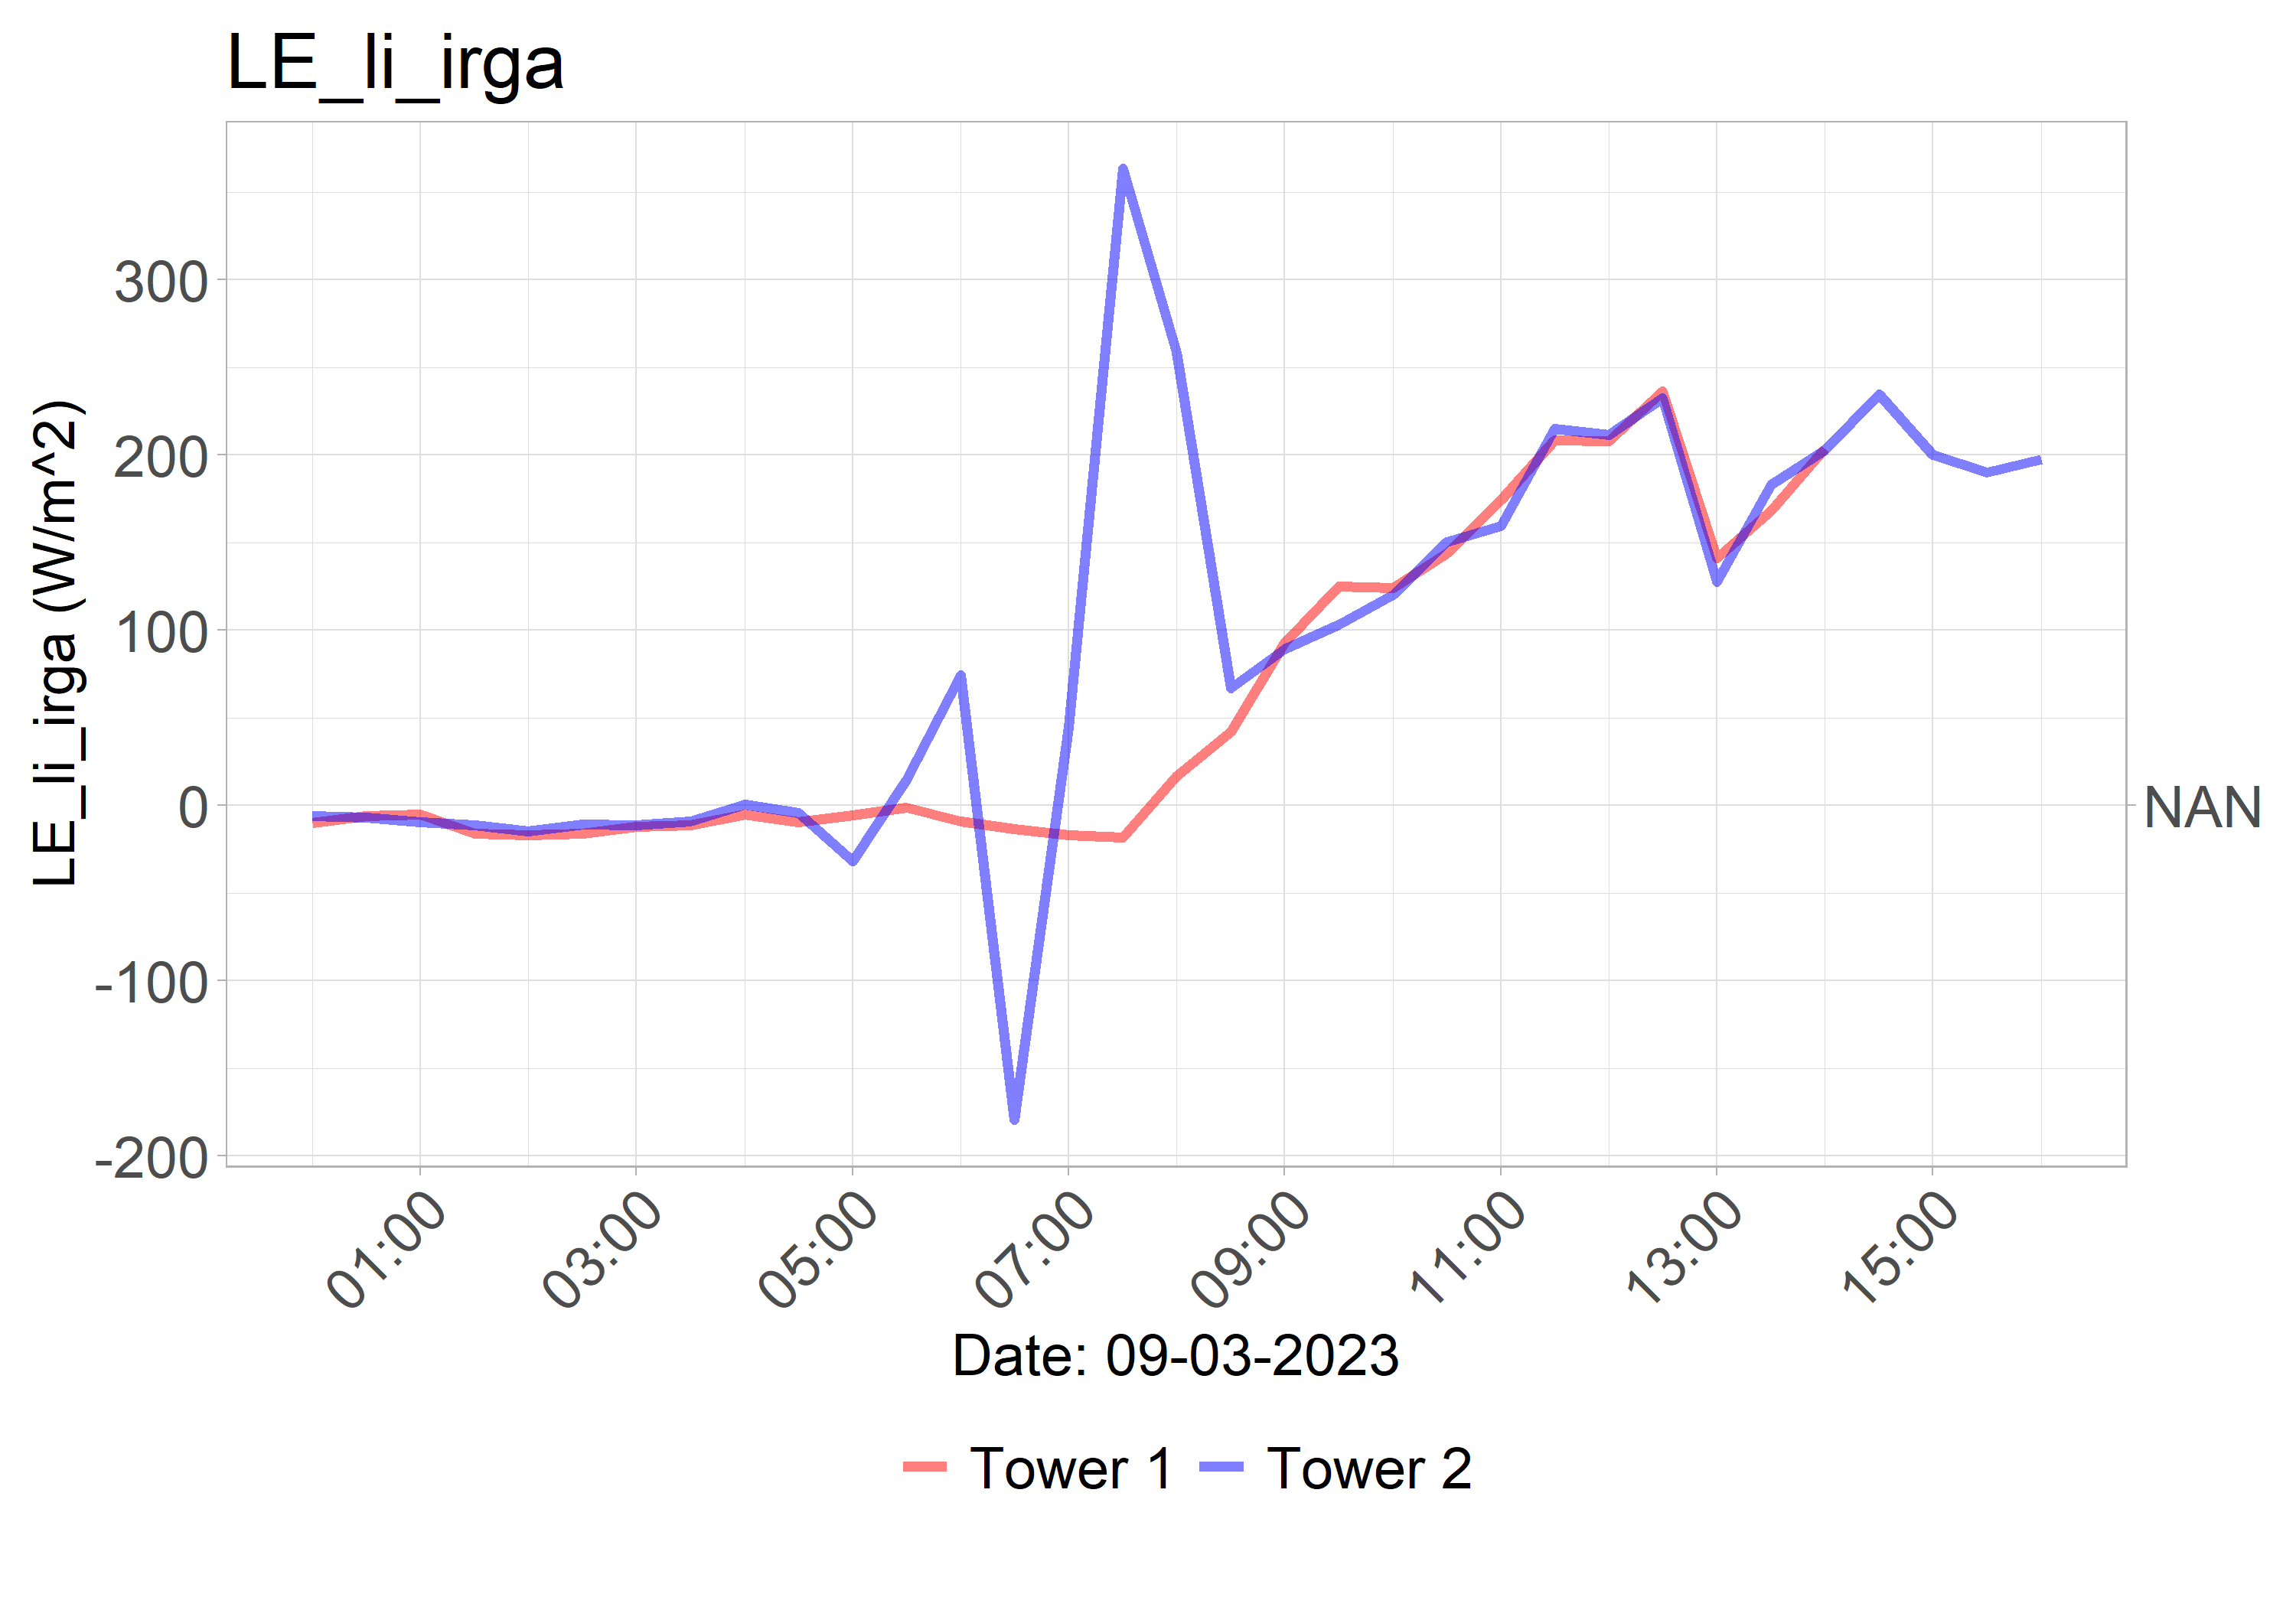 LE_li_irga
LE_li_irga (W/m^2)
300
200
100
0
-100
-200
NAN
01:00
03:00
05:00
07:00
09:00
11:00
13:00
15:00
Date: 09-03-2023
Tower 1 Tower 2